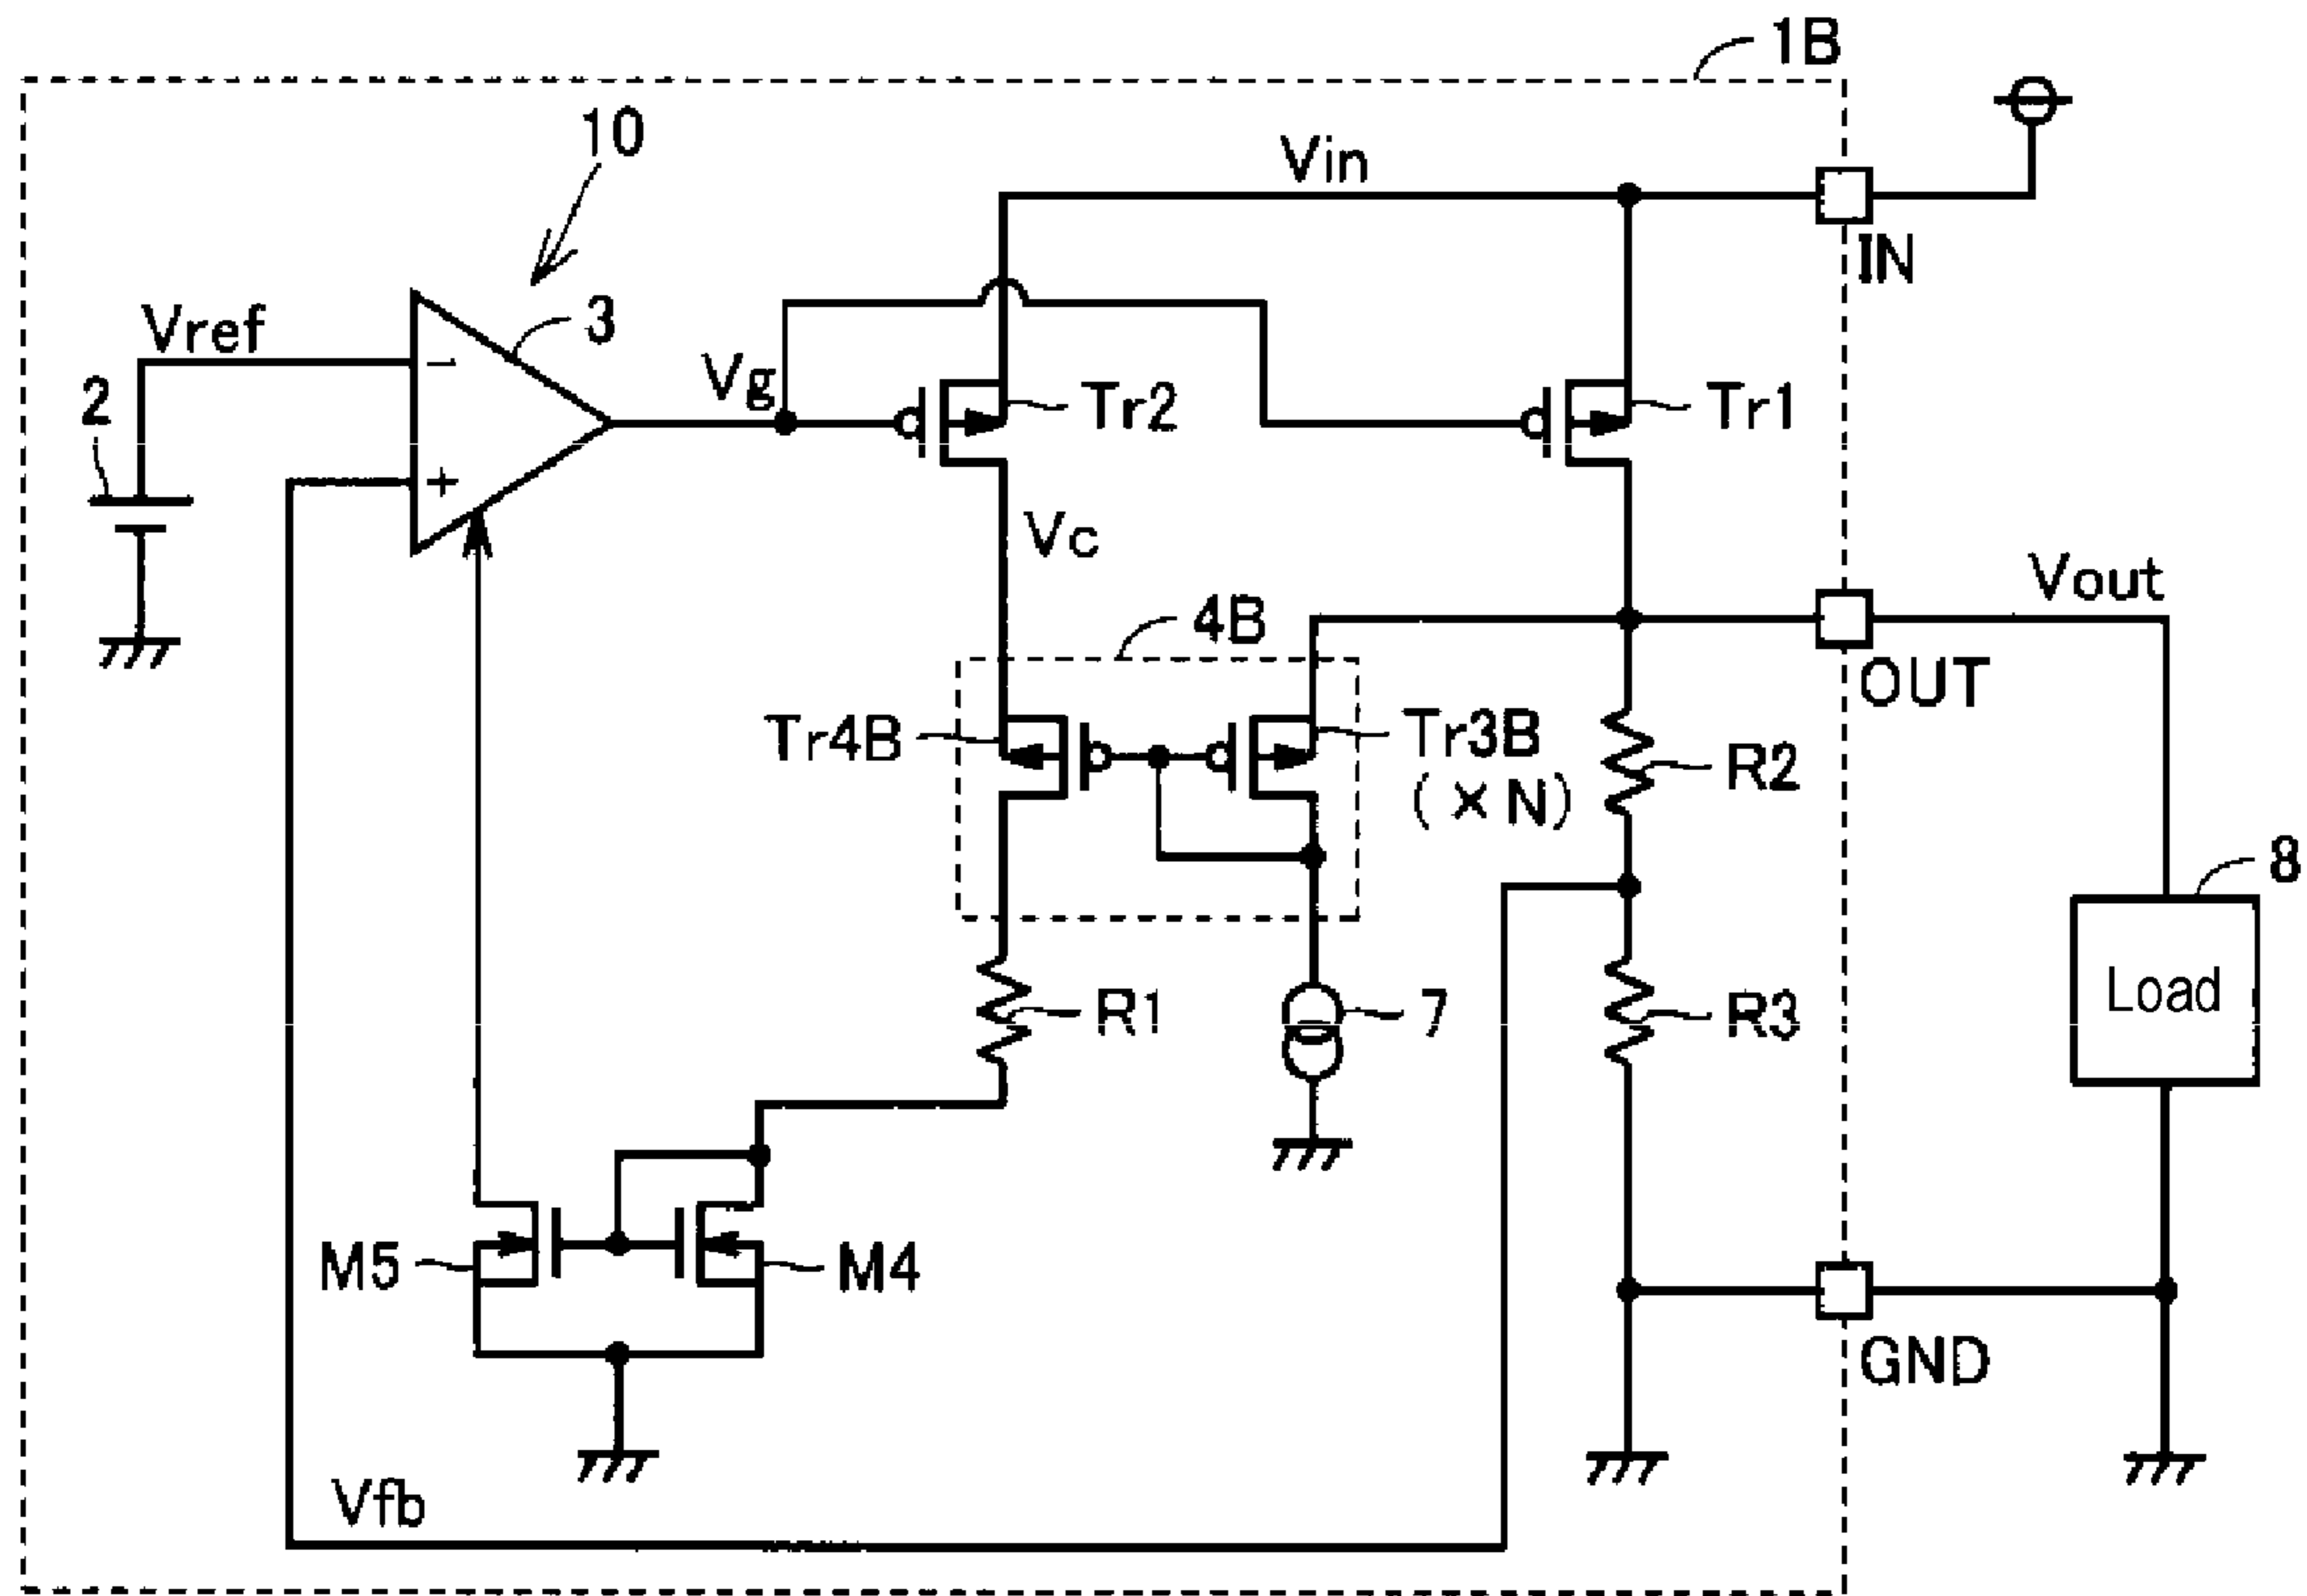 1B
10
Vin
IN
Vref
3
Vg
2
Tr2
Tr1
+
−
Vc
Vout
4B
OUT
Tr4B
Tr3B
(×N)
R2
8
Load
R1
7
R3
M5
M4
GND
Vfb